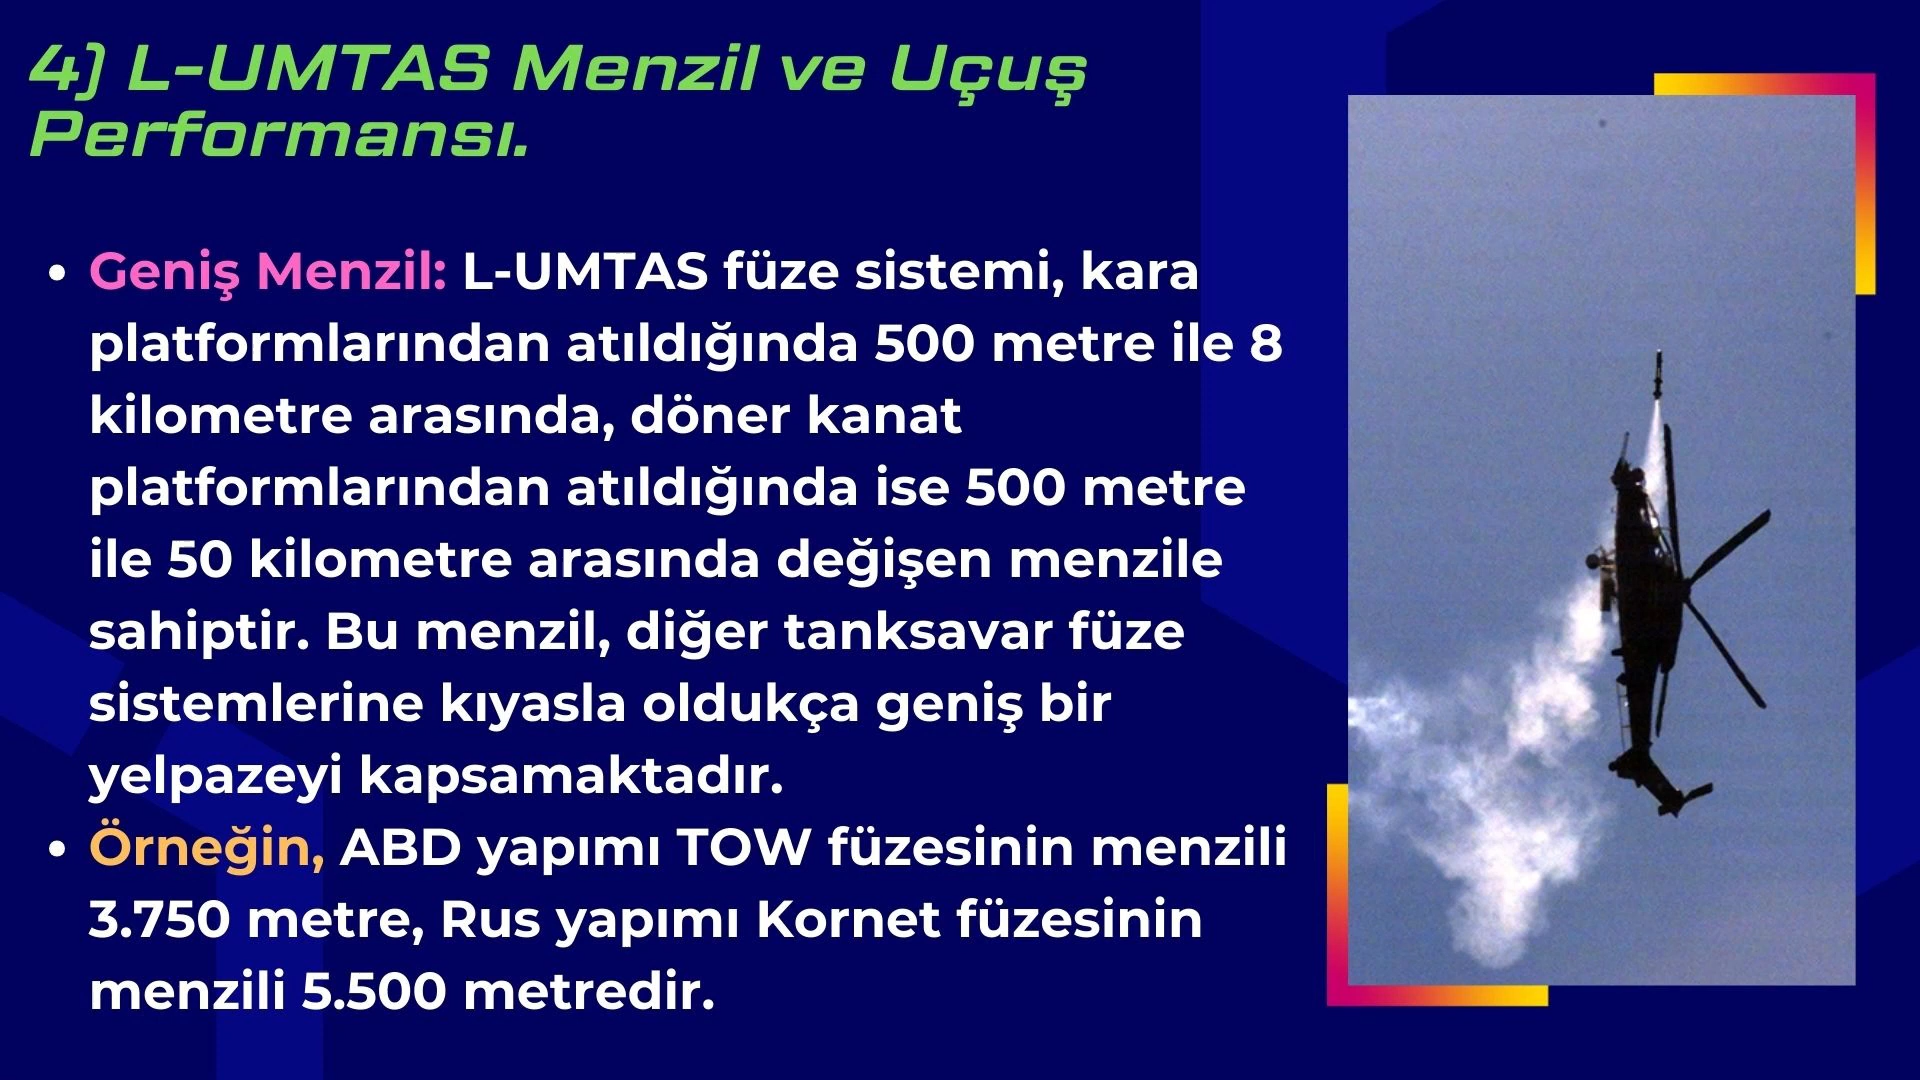 4) L-UMTAS Menzil ve Uçuş
Performansı.
• Geniş Menzil: L-UMTAS füze sistemi, kara
platformlarından atıldığında 500 metre ile 8
kilometre arasında, döner kanat
platformlarından atıldığında ise 500 metre
ile 50 kilometre arasında değişen menzile
sahiptir. Bu menzil, diğer tanksavar füze
sistemlerine kıyasla oldukça geniş bir
yelpazeyi kapsamaktadır.
• Örneğin, ABD yapımı TOW füzesinin menzili
3.750 metre, Rus yapımı Kornet füzesinin
menzili 5.500 metredir.